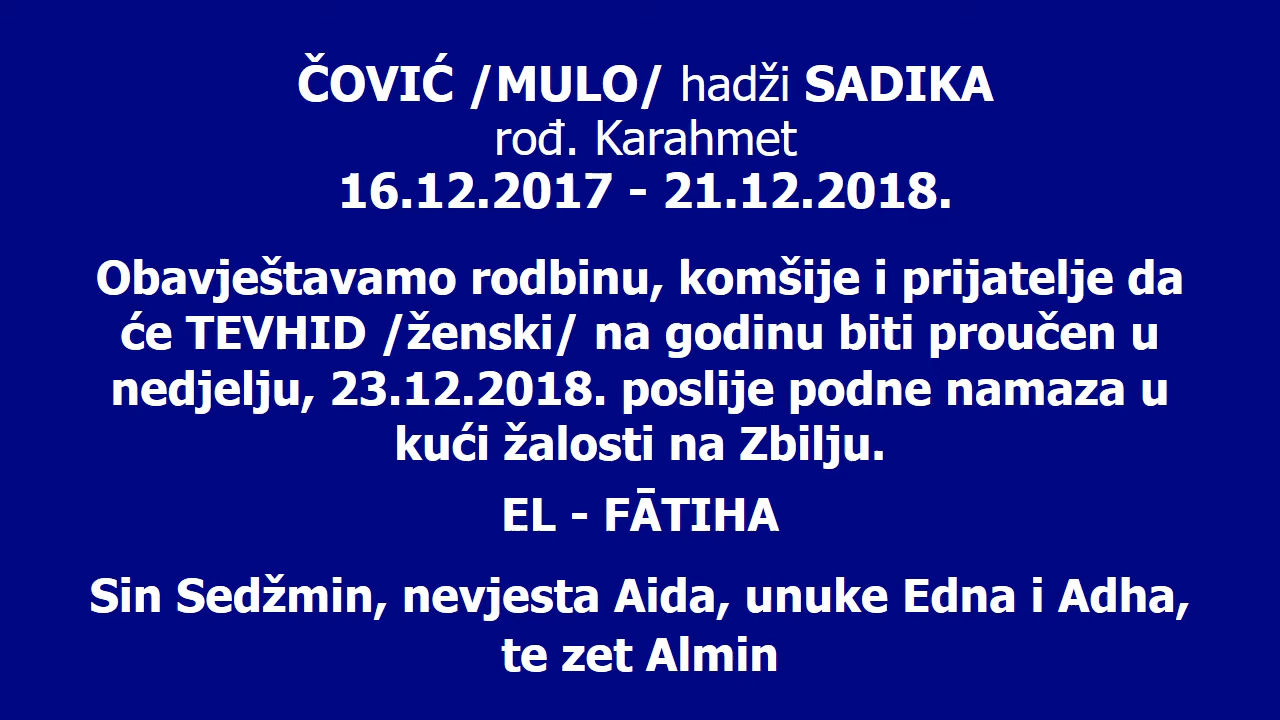 ČOVIĆ /MULO/ hadži SADIKA
rođ. Karahmet
16.12.2017 - 21.12.2018.
Obavještavamo rodbinu, komšije i prijatelje da
će TEVHID /ženski/ na godinu biti proučen u
nedjelju, 23.12.2018. poslije podne namaza u
kući žalosti na Zbilju.
EL - FĀTIHA
Sin Sedžmin, nevjesta Aida, unuke Edna i Adha,
te zet Almin